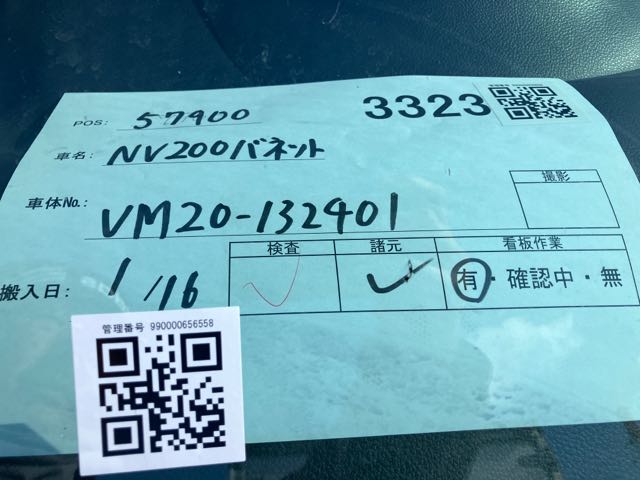 POS: 57900 3323
車名: NV200バネット
車体No.: VM20-132401
撮影
検査 諸元 看板作業
搬入日: 1/16 有・確認中・無
管理番号 990000656558